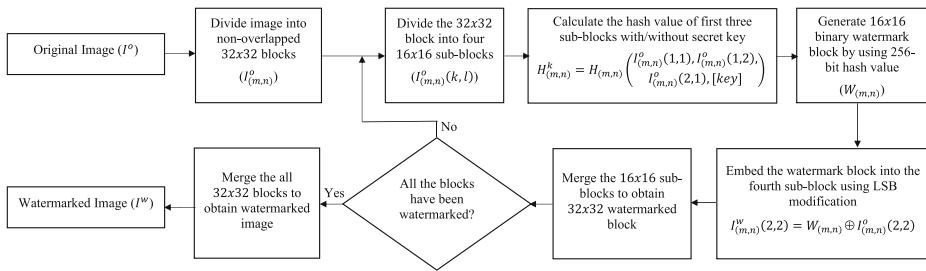 Original Image (I^o)
Divide image into
non-overlapped
32x32 blocks
(I^o_(m,n))
Divide the 32x32
block into four
16x16 sub-blocks
(I^o_(m,n)(k,l))
Calculate the hash value of first three
sub-blocks with/without secret key
H^k_(m,n) = H_(m,n) ( I^o_(m,n)(1,1), I^o_(m,n)(1,2),
I^o_(m,n)(2,1), [key] )
Generate 16x16
binary watermark
block by using 256-
bit hash value
(W_(m,n))
Embed the watermark block into the
fourth sub-block using LSB
modification
I^w_(m,n)(2,2) = W_(m,n) ⊕ I^o_(m,n)(2,2)
Merge the 16x16 sub-
blocks to obtain
32x32 watermarked
block
All the blocks
have been
watermarked?
No
Yes
Merge the all
32x32 blocks to
obtain watermarked
image
Watermarked Image (I^w)